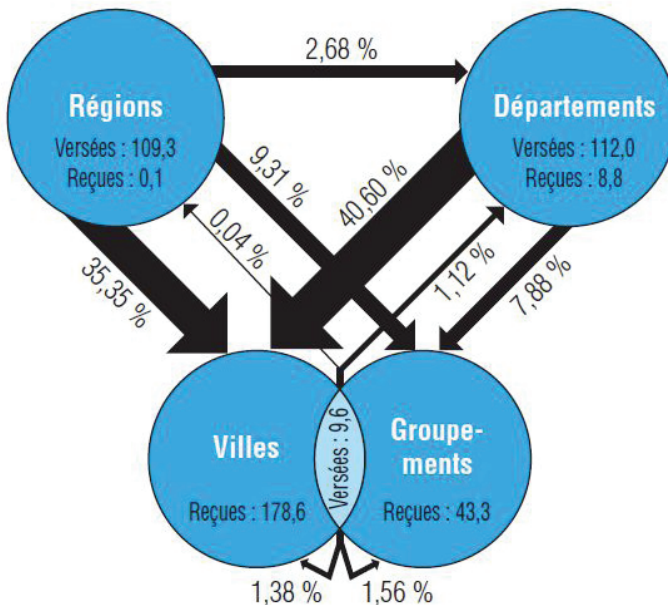 2,68 %
Régions
Versées : 109,3
Reçues : 0,1
Départements
Versées : 112,0
Reçues : 8,8
9,31 %
40,60 %
0,04 %
35,35 %
1,12 %
7,88 %
Villes
Reçues : 178,6
Versées : 9,6
Groupe-
ments
Reçues : 43,3
1,38 %
1,56 %